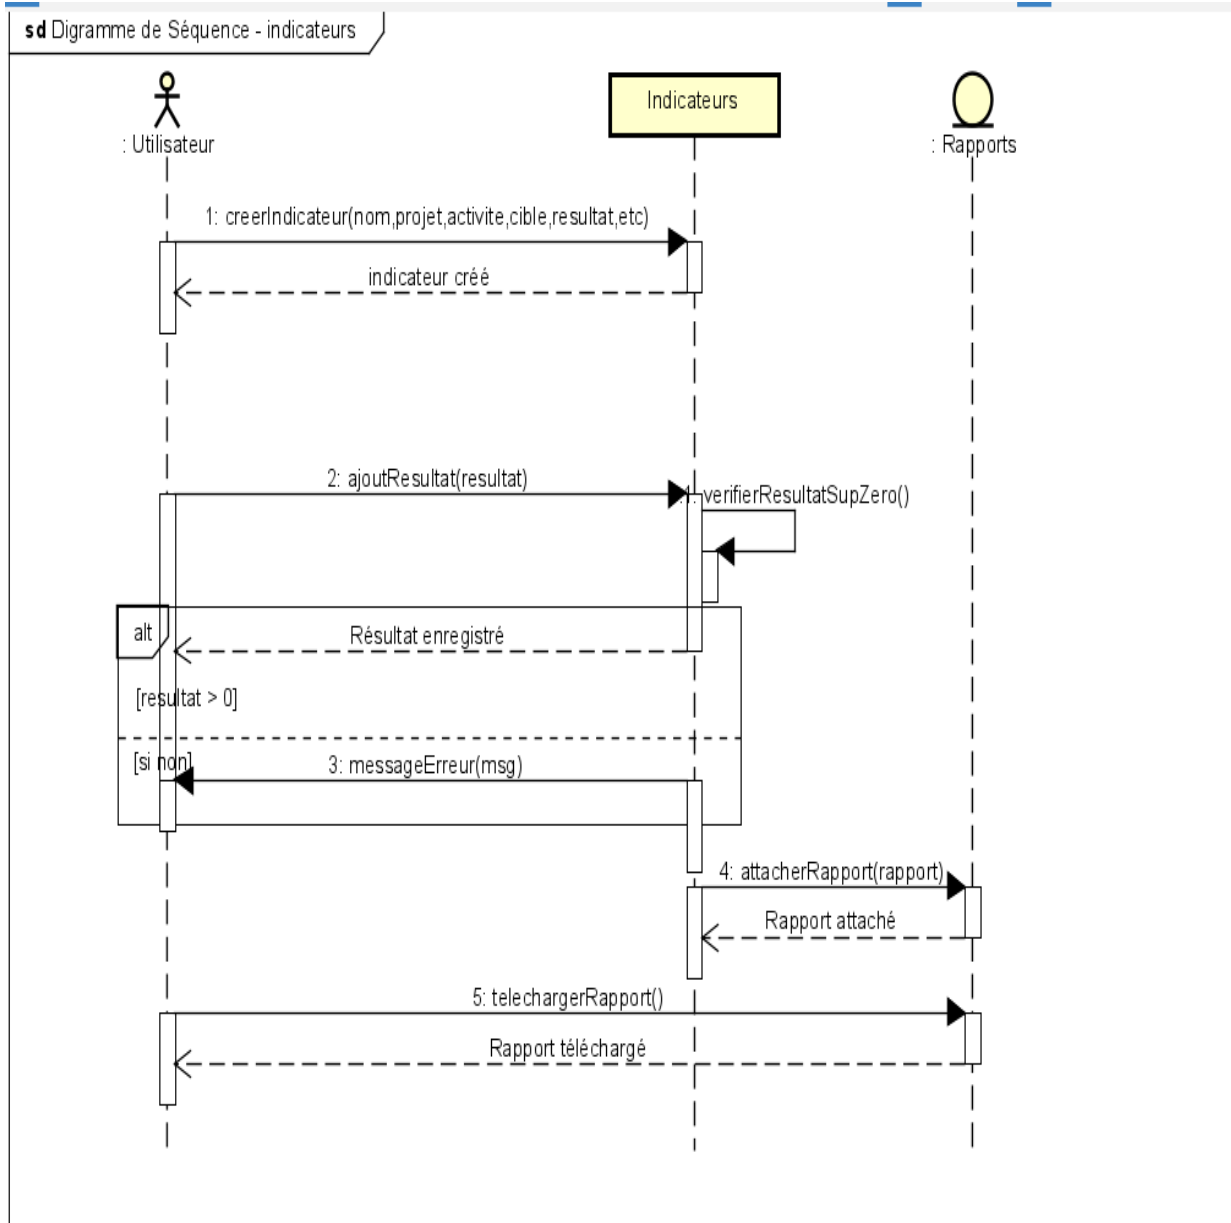 sd Digramme de Séquence - indicateurs
: Utilisateur
Indicateurs
: Rapports
1: creerIndicateur(nom,projet,activite,cible,resultat,etc)
indicateur créé
2: ajoutResultat(resultat)
verifierResultatSupZero()
alt
Résultat enregistré
[resultat > 0]
[si non]
3: messageErreur(msg)
4: attacherRapport(rapport)
Rapport attaché
5: telechargerRapport()
Rapport téléchargé